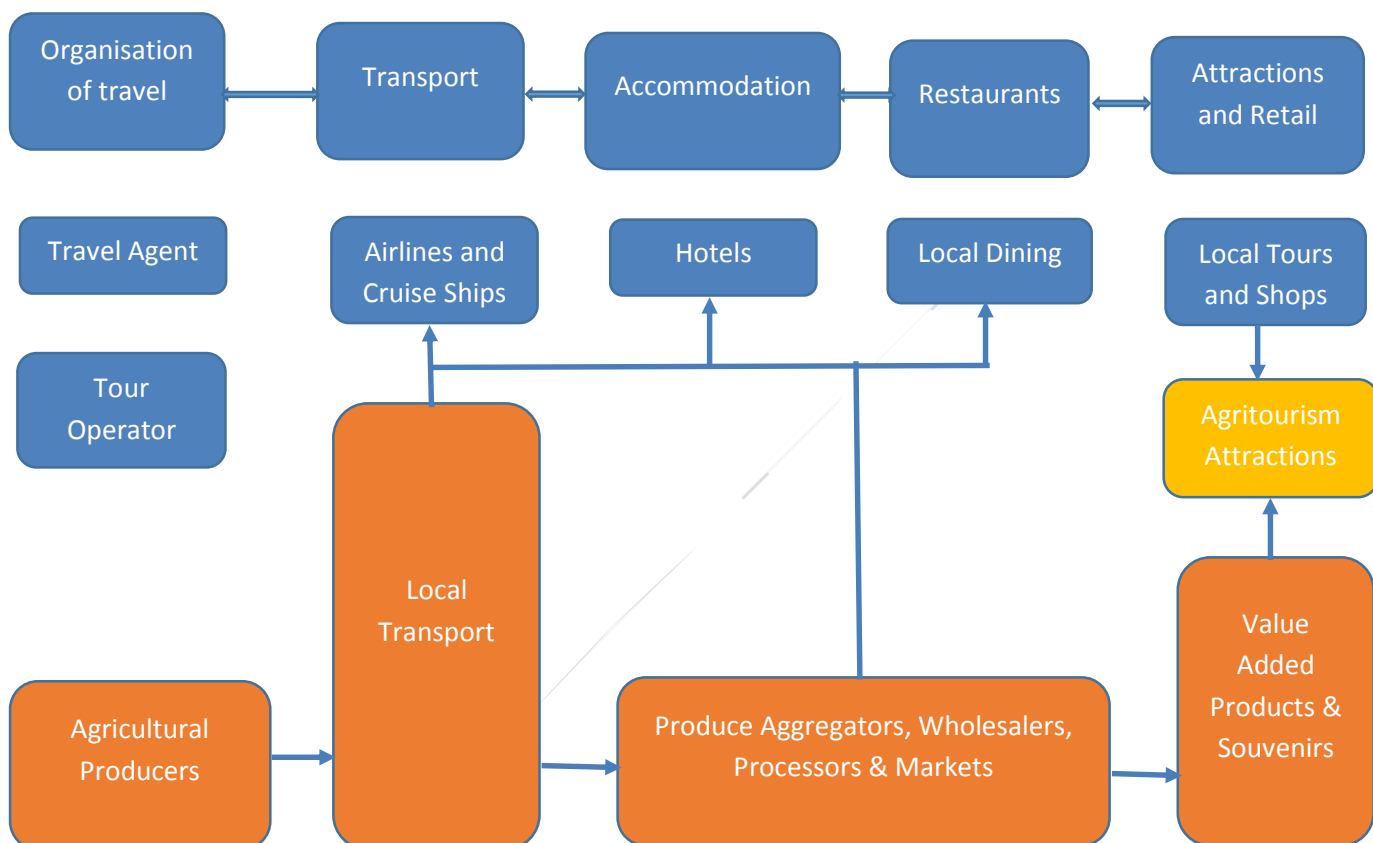 Organisation
of travel
Transport
Accommodation
Restaurants
Attractions
and Retail
Travel Agent
Airlines and
Cruise Ships
Hotels
Local Dining
Local Tours
and Shops
Tour
Operator
Agritourism
Attractions
Local
Transport
Value
Added
Products &
Souvenirs
Agricultural
Producers
Produce Aggregators, Wholesalers,
Processors & Markets